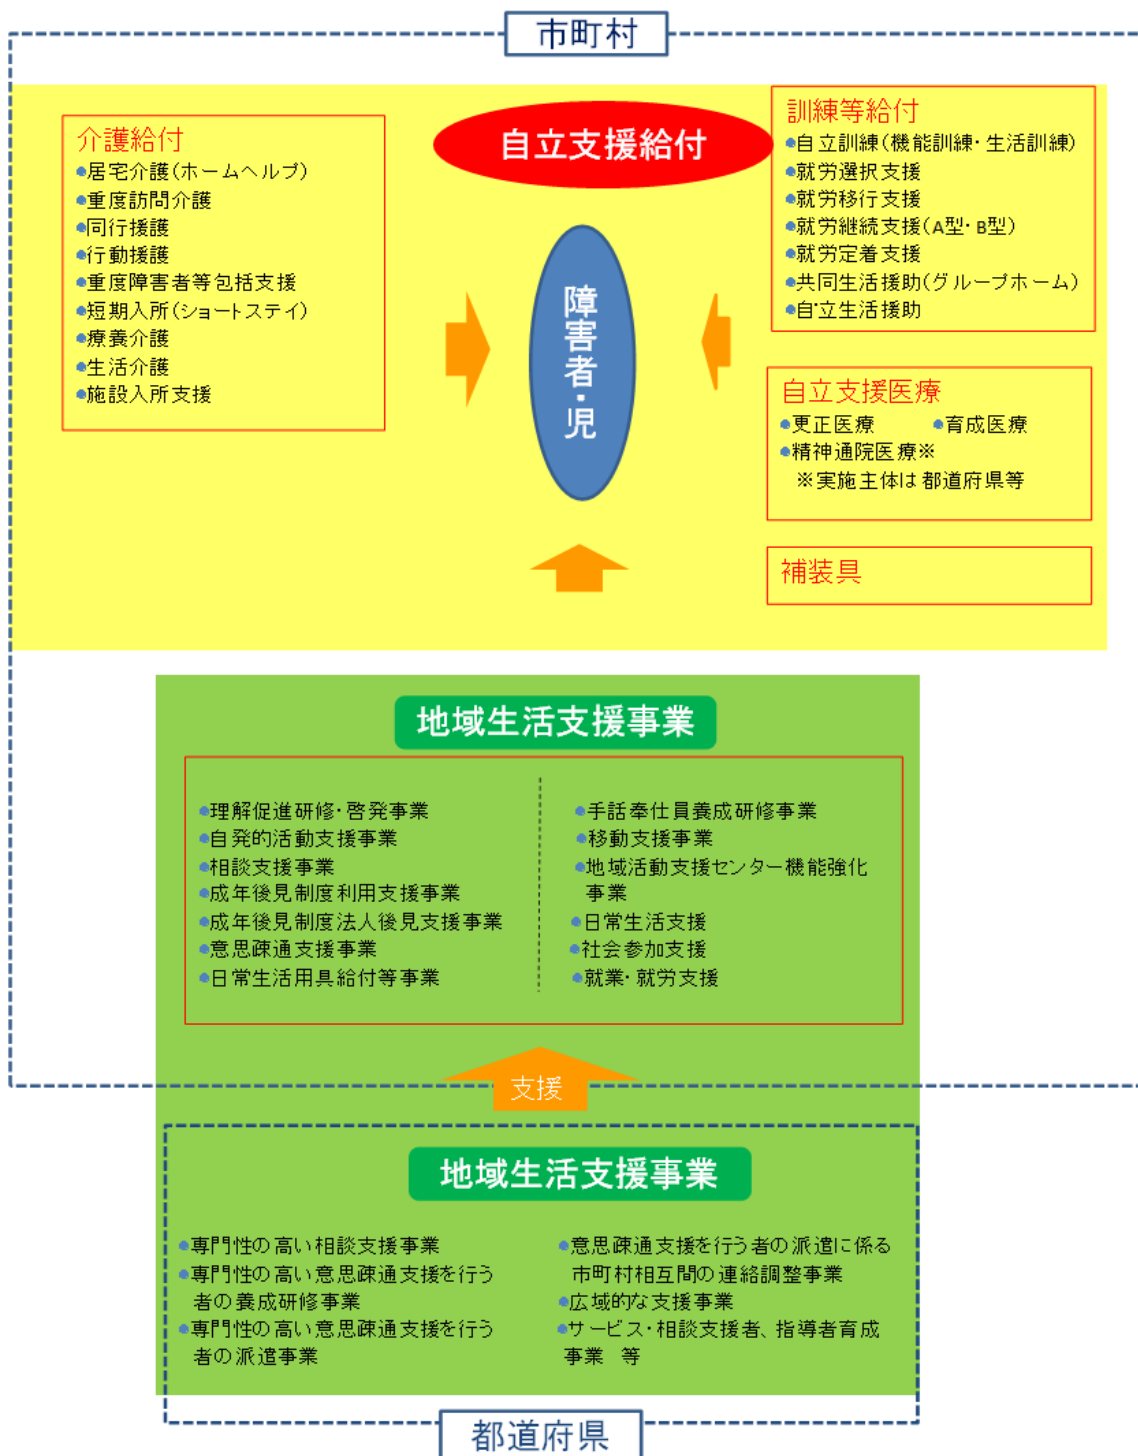 市町村
自立支援給付
介護給付
●居宅介護(ホームヘルプ)
●重度訪問介護
●同行援護
●行動援護
●重度障害者等包括支援
●短期入所(ショートステイ)
●療養介護
●生活介護
●施設入所支援
障害者・児
訓練等給付
●自立訓練(機能訓練・生活訓練)
●就労選択支援
●就労移行支援
●就労継続支援(A型・B型)
●就労定着支援
●共同生活援助(グループホーム)
●自立生活援助
自立支援医療
●更正医療 ●育成医療
●精神通院医療※
※実施主体は都道府県等
補装具
地域生活支援事業
●理解促進研修・啓発事業
●自発的活動支援事業
●相談支援事業
●成年後見制度利用支援事業
●成年後見制度法人後見支援事業
●意思疎通支援事業
●日常生活用具給付等事業
●手話奉仕員養成研修事業
●移動支援事業
●地域活動支援センター機能強化
事業
●日常生活支援
●社会参加支援
●就業・就労支援
支援
地域生活支援事業
●専門性の高い相談支援事業
●専門性の高い意思疎通支援を行う
者の養成研修事業
●専門性の高い意思疎通支援を行う
者の派遣事業
●意思疎通支援を行う者の派遣に係る
市町村相互間の連絡調整事業
●広域的な支援事業
●サービス・相談支援者、指導者育成
事業 等
都道府県